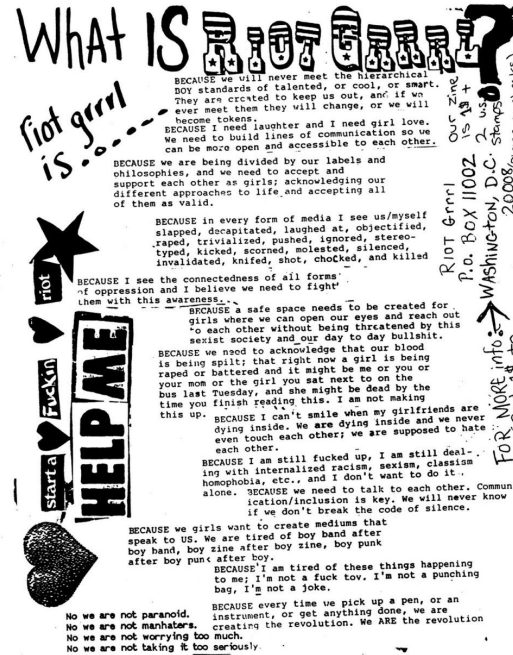 WHAT IS RIOT GRRRL?
riot grrrl
is......
BECAUSE we will never meet the hierarchical
BOY standards of talented, or cool, or smart.
They are created to keep us out, and if we
ever meet them they will change, or we will
become tokens.
BECAUSE I need laughter and I need girl love.
We need to build lines of communication so we
can be more open and accessible to each other.
BECAUSE we are being divided by our labels and
philosophies, and we need to accept and
support each other as girls; acknowledging our
different approaches to life and accepting all
of them as valid.
BECAUSE in every form of media I see us/myself
slapped, decapitated, laughed at, objectified,
raped, trivialized, pushed, ignored, stereo-
typed, kicked, scorned, molested, silenced,
invalidated, knifed, shot, chocked, and killed
BECAUSE I see the connectedness of all forms
of oppression and I believe we need to fight
them with this awareness.
BECAUSE a safe space needs to be created for
girls where we can open our eyes and reach out
to each other without being threatened by this
sexist society and our day to day bullshit.
BECAUSE we need to acknowledge that our blood
is being spilt; that right now a girl is being
raped or battered and it might be me or you or
your mom or the girl you sat next to on the
bus last Tuesday, and she might be dead by the
time you finish reading this. I am not making
this up.
BECAUSE I can't smile when my girlfriends are
dying inside. We are dying inside and we never
even touch each other; we are supposed to hate
each other.
BECAUSE I am still fucked up, I am still deal-
ing with internalized racism, sexism, classism
homophobia, etc., and I don't want to do it
alone.
BECAUSE we need to talk to each other. Commun
ication/inclusion is key. We will never know
if we don't break the code of silence.
BECAUSE we girls want to create mediums that
speak to US. We are tired of boy band after
boy band, boy zine after boy zine, boy punk
after boy punk after boy.
BECAUSE I am tired of these things happening
to me; I'm not a fuck toy. I'm not a punching
bag, I'm not a joke.
BECAUSE every time we pick up a pen, or an
instrument, or get anything done, we are
creating the revolution. We ARE the revolution
No we are not paranoid.
No we are not manhaters.
No we are not worrying too much.
No we are not taking it too seriously.
start a Fuckin riot
HELP ME
FOR MORE info:
RIOT Grrrl
P.O. BOX 11002
WASHINGTON, D.C.
20008
our zine
is 1$ +
2 us
stamps